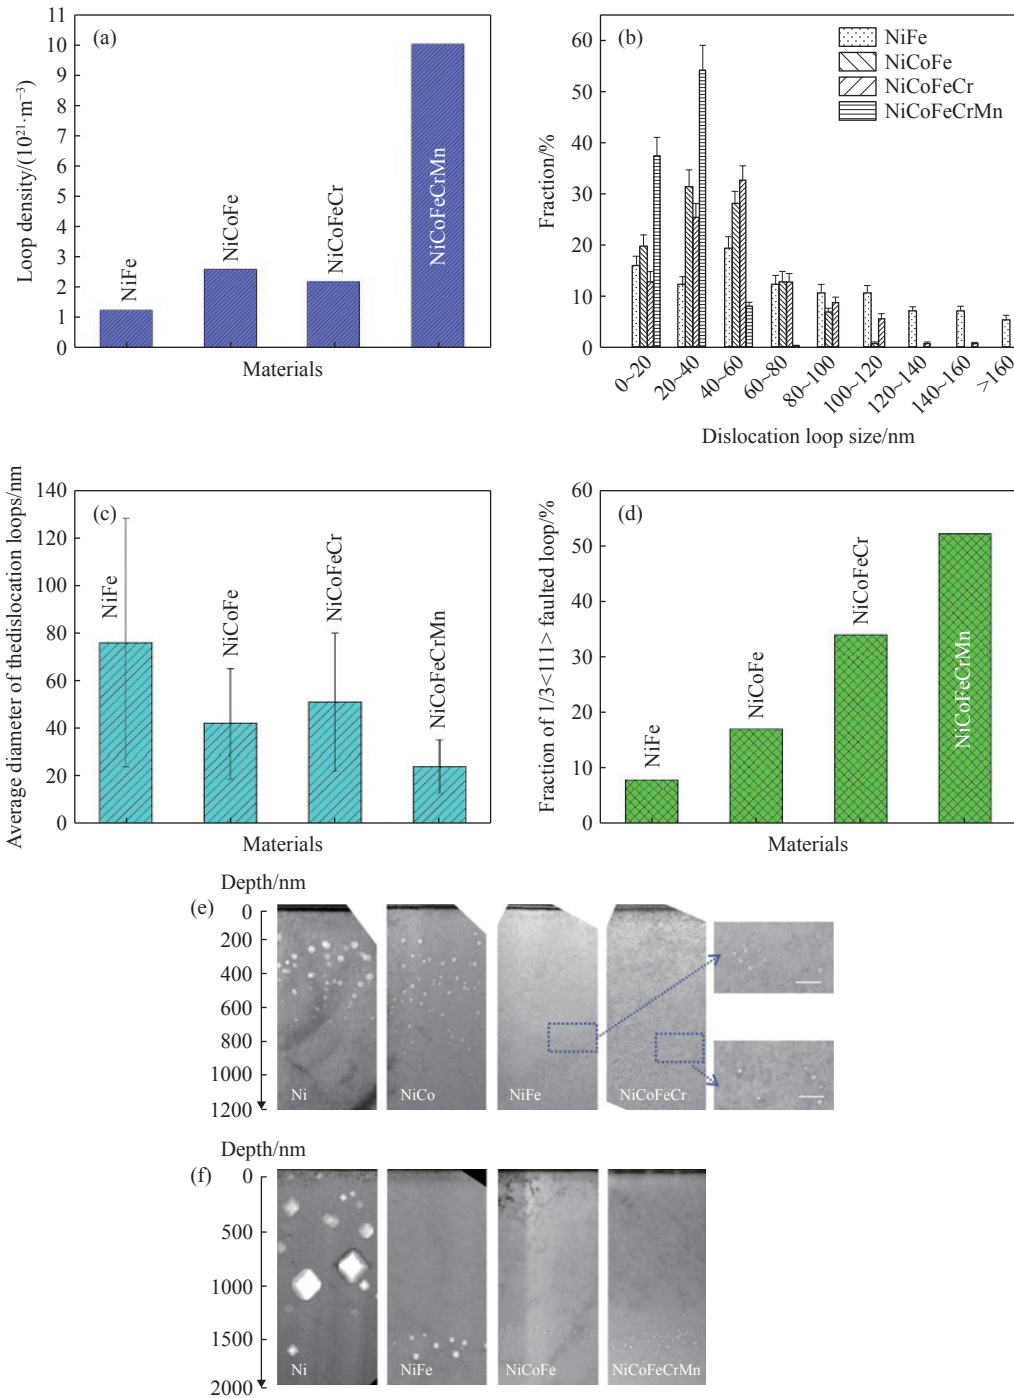 (a)
Loop density/(10²¹·m⁻³)
11
10
9
8
7
6
5
4
3
2
1
0
NiFe
NiCoFe
NiCoFeCr
NiCoFeCrMn
Materials
(b)
Fraction/%
60
50
40
30
20
10
0
NiFe
NiCoFe
NiCoFeCr
NiCoFeCrMn
0~20
20~40
40~60
60~80
80~100
100~120
120~140
140~160
>160
Dislocation loop size/nm
(c)
Average diameter of thedislocation loops/nm
140
120
100
80
60
40
20
0
NiFe
NiCoFe
NiCoFeCr
NiCoFeCrMn
Materials
(d)
Fraction of 1/3<111> faulted loop/%
60
50
40
30
20
10
0
NiFe
NiCoFe
NiCoFeCr
NiCoFeCrMn
Materials
Depth/nm
(e)
0
200
400
600
800
1000
1200
Ni
NiCo
NiFe
NiCoFeCr
Depth/nm
(f)
0
500
1000
1500
2000
Ni
NiFe
NiCoFe
NiCoFeCrMn